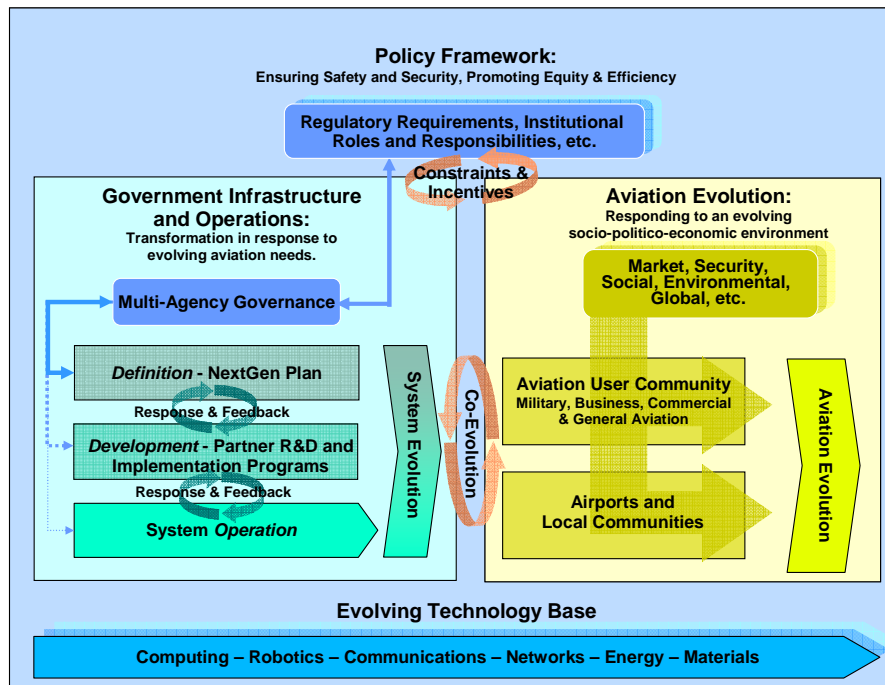 Policy Framework:
Ensuring Safety and Security, Promoting Equity & Efficiency
Regulatory Requirements, Institutional
Roles and Responsibilities, etc.
Constraints &
Incentives
Government Infrastructure
and Operations:
Transformation in response to
evolving aviation needs.
Multi-Agency Governance
Definition - NextGen Plan
Response & Feedback
Development - Partner R&D and
Implementation Programs
Response & Feedback
System Operation
System Evolution
Co-Evolution
Aviation Evolution:
Responding to an evolving
socio-politico-economic environment
Market, Security,
Social, Environmental,
Global, etc.
Aviation User Community
Military, Business, Commercial
& General Aviation
Airports and
Local Communities
Aviation Evolution
Evolving Technology Base
Computing – Robotics – Communications – Networks – Energy – Materials